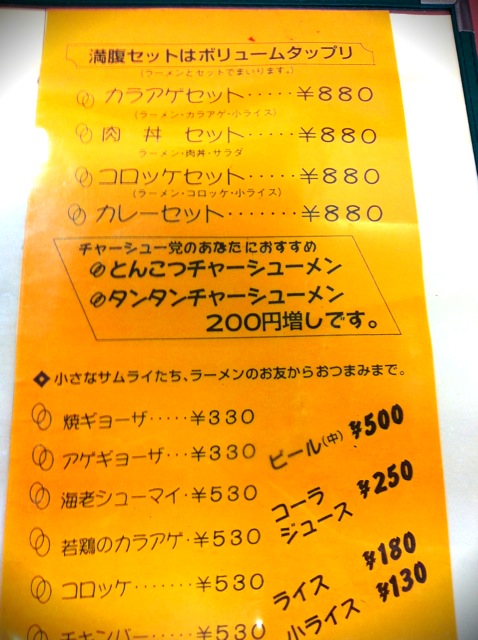 満腹セットはボリュームタップリ
(ラーメンとセットでまいります。)
カラアゲセット・・・・・¥880
(ラーメン・カラアゲ・小ライス)
肉 丼 セット・・・・・¥880
ラーメン・肉丼・サラダ
コロッケセット・・・・・¥880
(ラーメン・コロッケ・小ライス)
カレーセット・・・・・・・¥880
チャーシュー党のあなたにおすすめ
とんこつチャーシューメン
タンタンチャーシューメン
200円増しです。
小さなサムライたち、ラーメンのお友からおつまみまで。
焼ギョーザ・・・・・¥330
アゲギョーザ・・・¥330
海老シューマイ・¥530
若鶏のカラアゲ・¥530
コロッケ・・・・・・・¥530
チキンバー・・・・・¥530
ビール(中) ¥500
コーラ
ジュース ¥250
ライス ¥180
小ライス ¥130